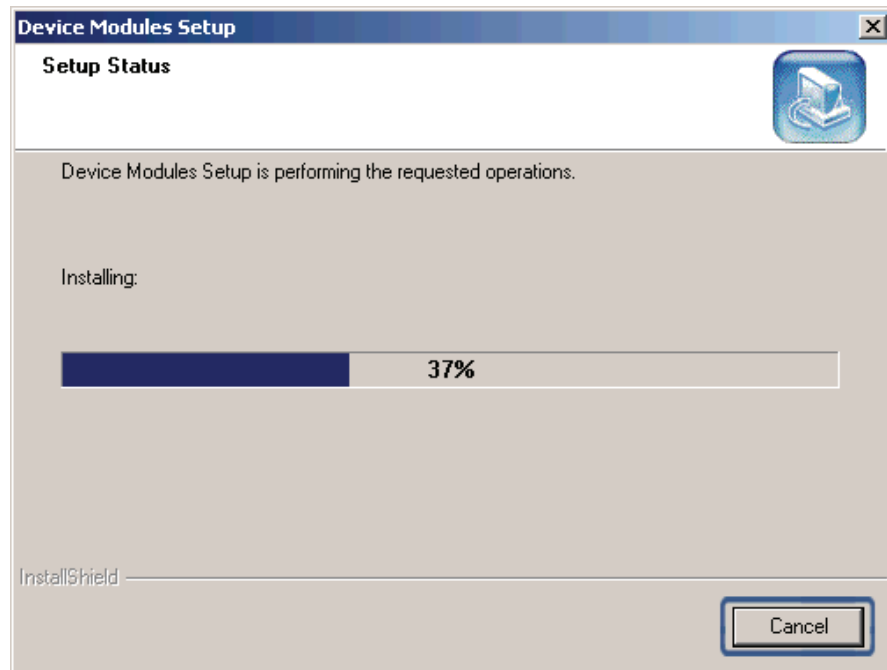 Device Modules Setup
Setup Status
Device Modules Setup is performing the requested operations.
Installing:
37%
InstallShield
Cancel